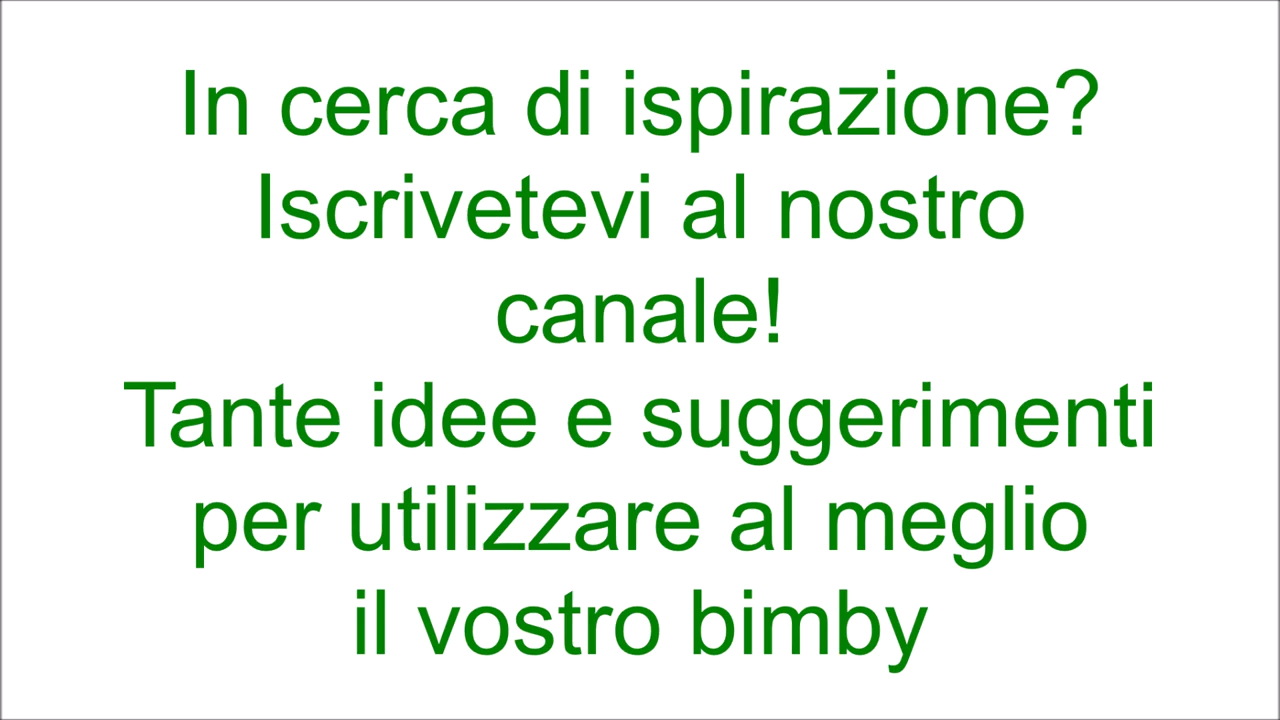 In cerca di ispirazione?
Iscrivetevi al nostro
canale!
Tante idee e suggerimenti
per utilizzare al meglio
il vostro bimby